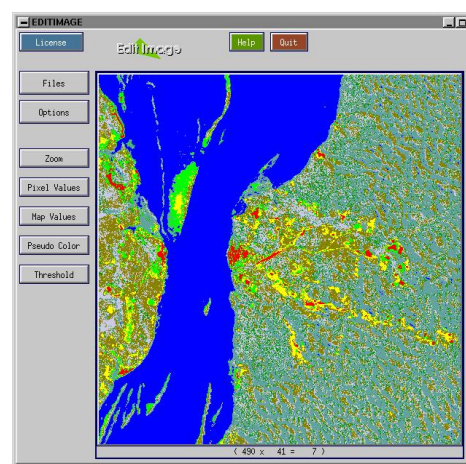 EDITIMAGE
License
EditImage
Help
Quit
Files
Options
Zoom
Pixel Values
Map Values
Pseudo Color
Threshold
( 490 x 41 = 7 )